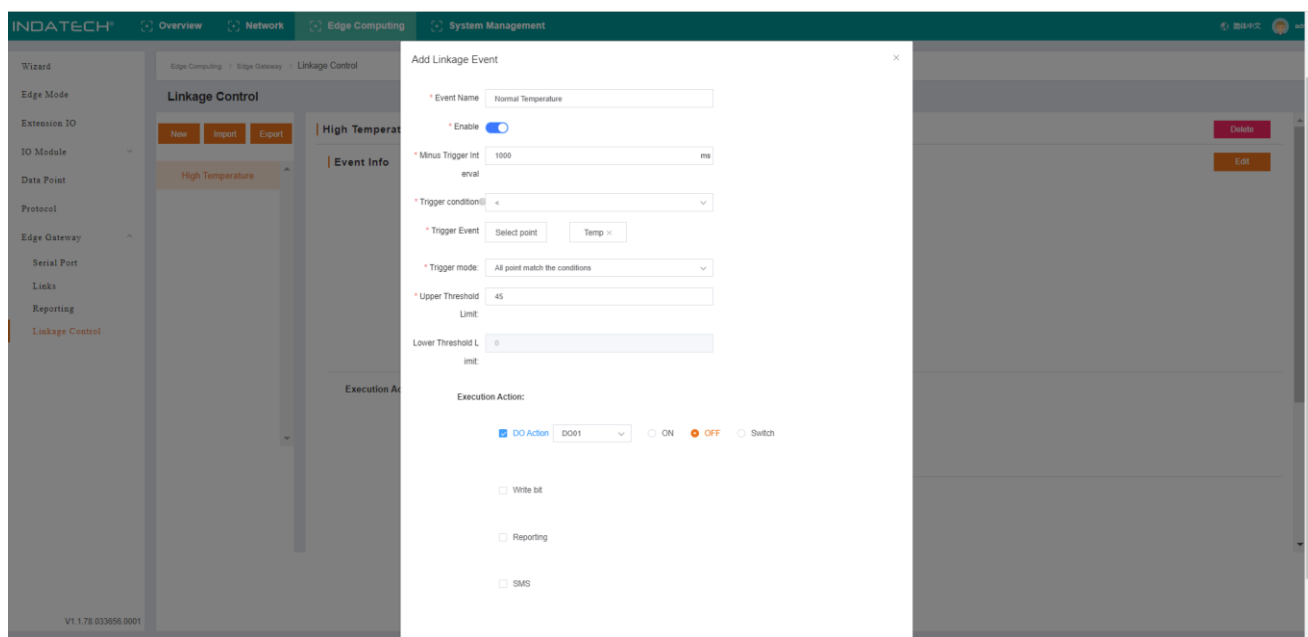 INDATECH® Overview Network Edge Computing System Management 简体中文
Wizard
Edge Mode
Extension IO
IO Module
Data Point
Protocol
Edge Gateway
Serial Port
Links
Reporting
Linkage Control
V1.1.78.033656.0001
Edge Computing / Edge Gateway / Linkage Control
Linkage Control
New Import Export
High Temperature
High Temperat
Delete
Event Info
Edit
Execution Ac
Add Linkage Event ×
* Event Name Normal Temperature
* Enable
* Minus Trigger Int 1000 ms
erval
* Trigger condition <
* Trigger Event Select point Temp ×
* Trigger mode: All point match the conditions
* Upper Threshold 45
Limit:
Lower Threshold L 0
imit:
Execution Action:
DO Action DO01 ON OFF Switch
Write bit
Reporting
SMS